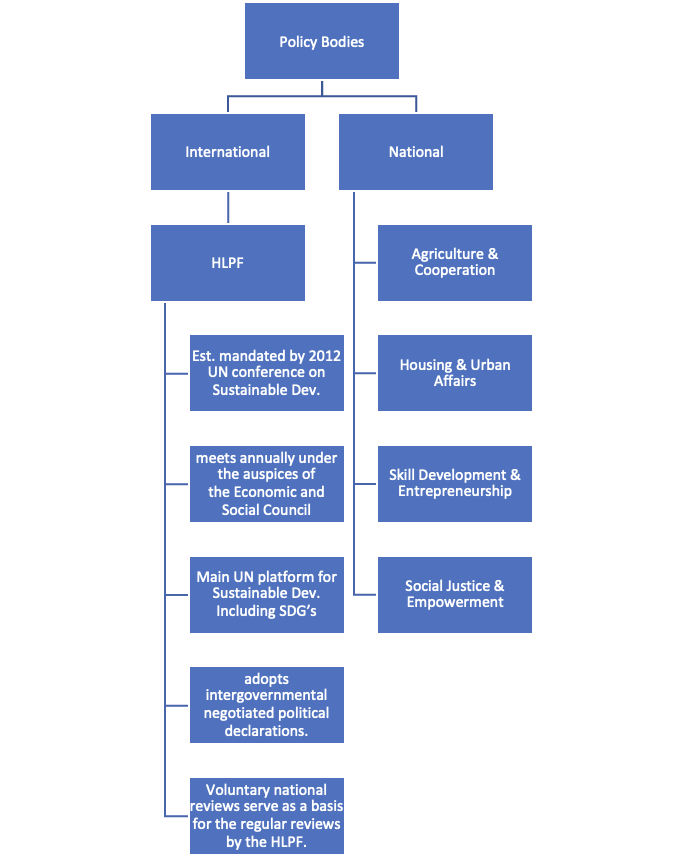 Policy Bodies
International
National
HLPF
Agriculture &
Cooperation
Est. mandated by 2012
UN conference on
Sustainable Dev.
Housing & Urban
Affairs
meets annually under
the auspices of
the Economic and
Social Council
Skill Development &
Entrepreneurship
Main UN platform for
Sustainable Dev.
Including SDG’s
Social Justice &
Empowerment
adopts
intergovernmental
negotiated political
declarations.
Voluntary national
reviews serve as a basis
for the regular reviews
by the HLPF.